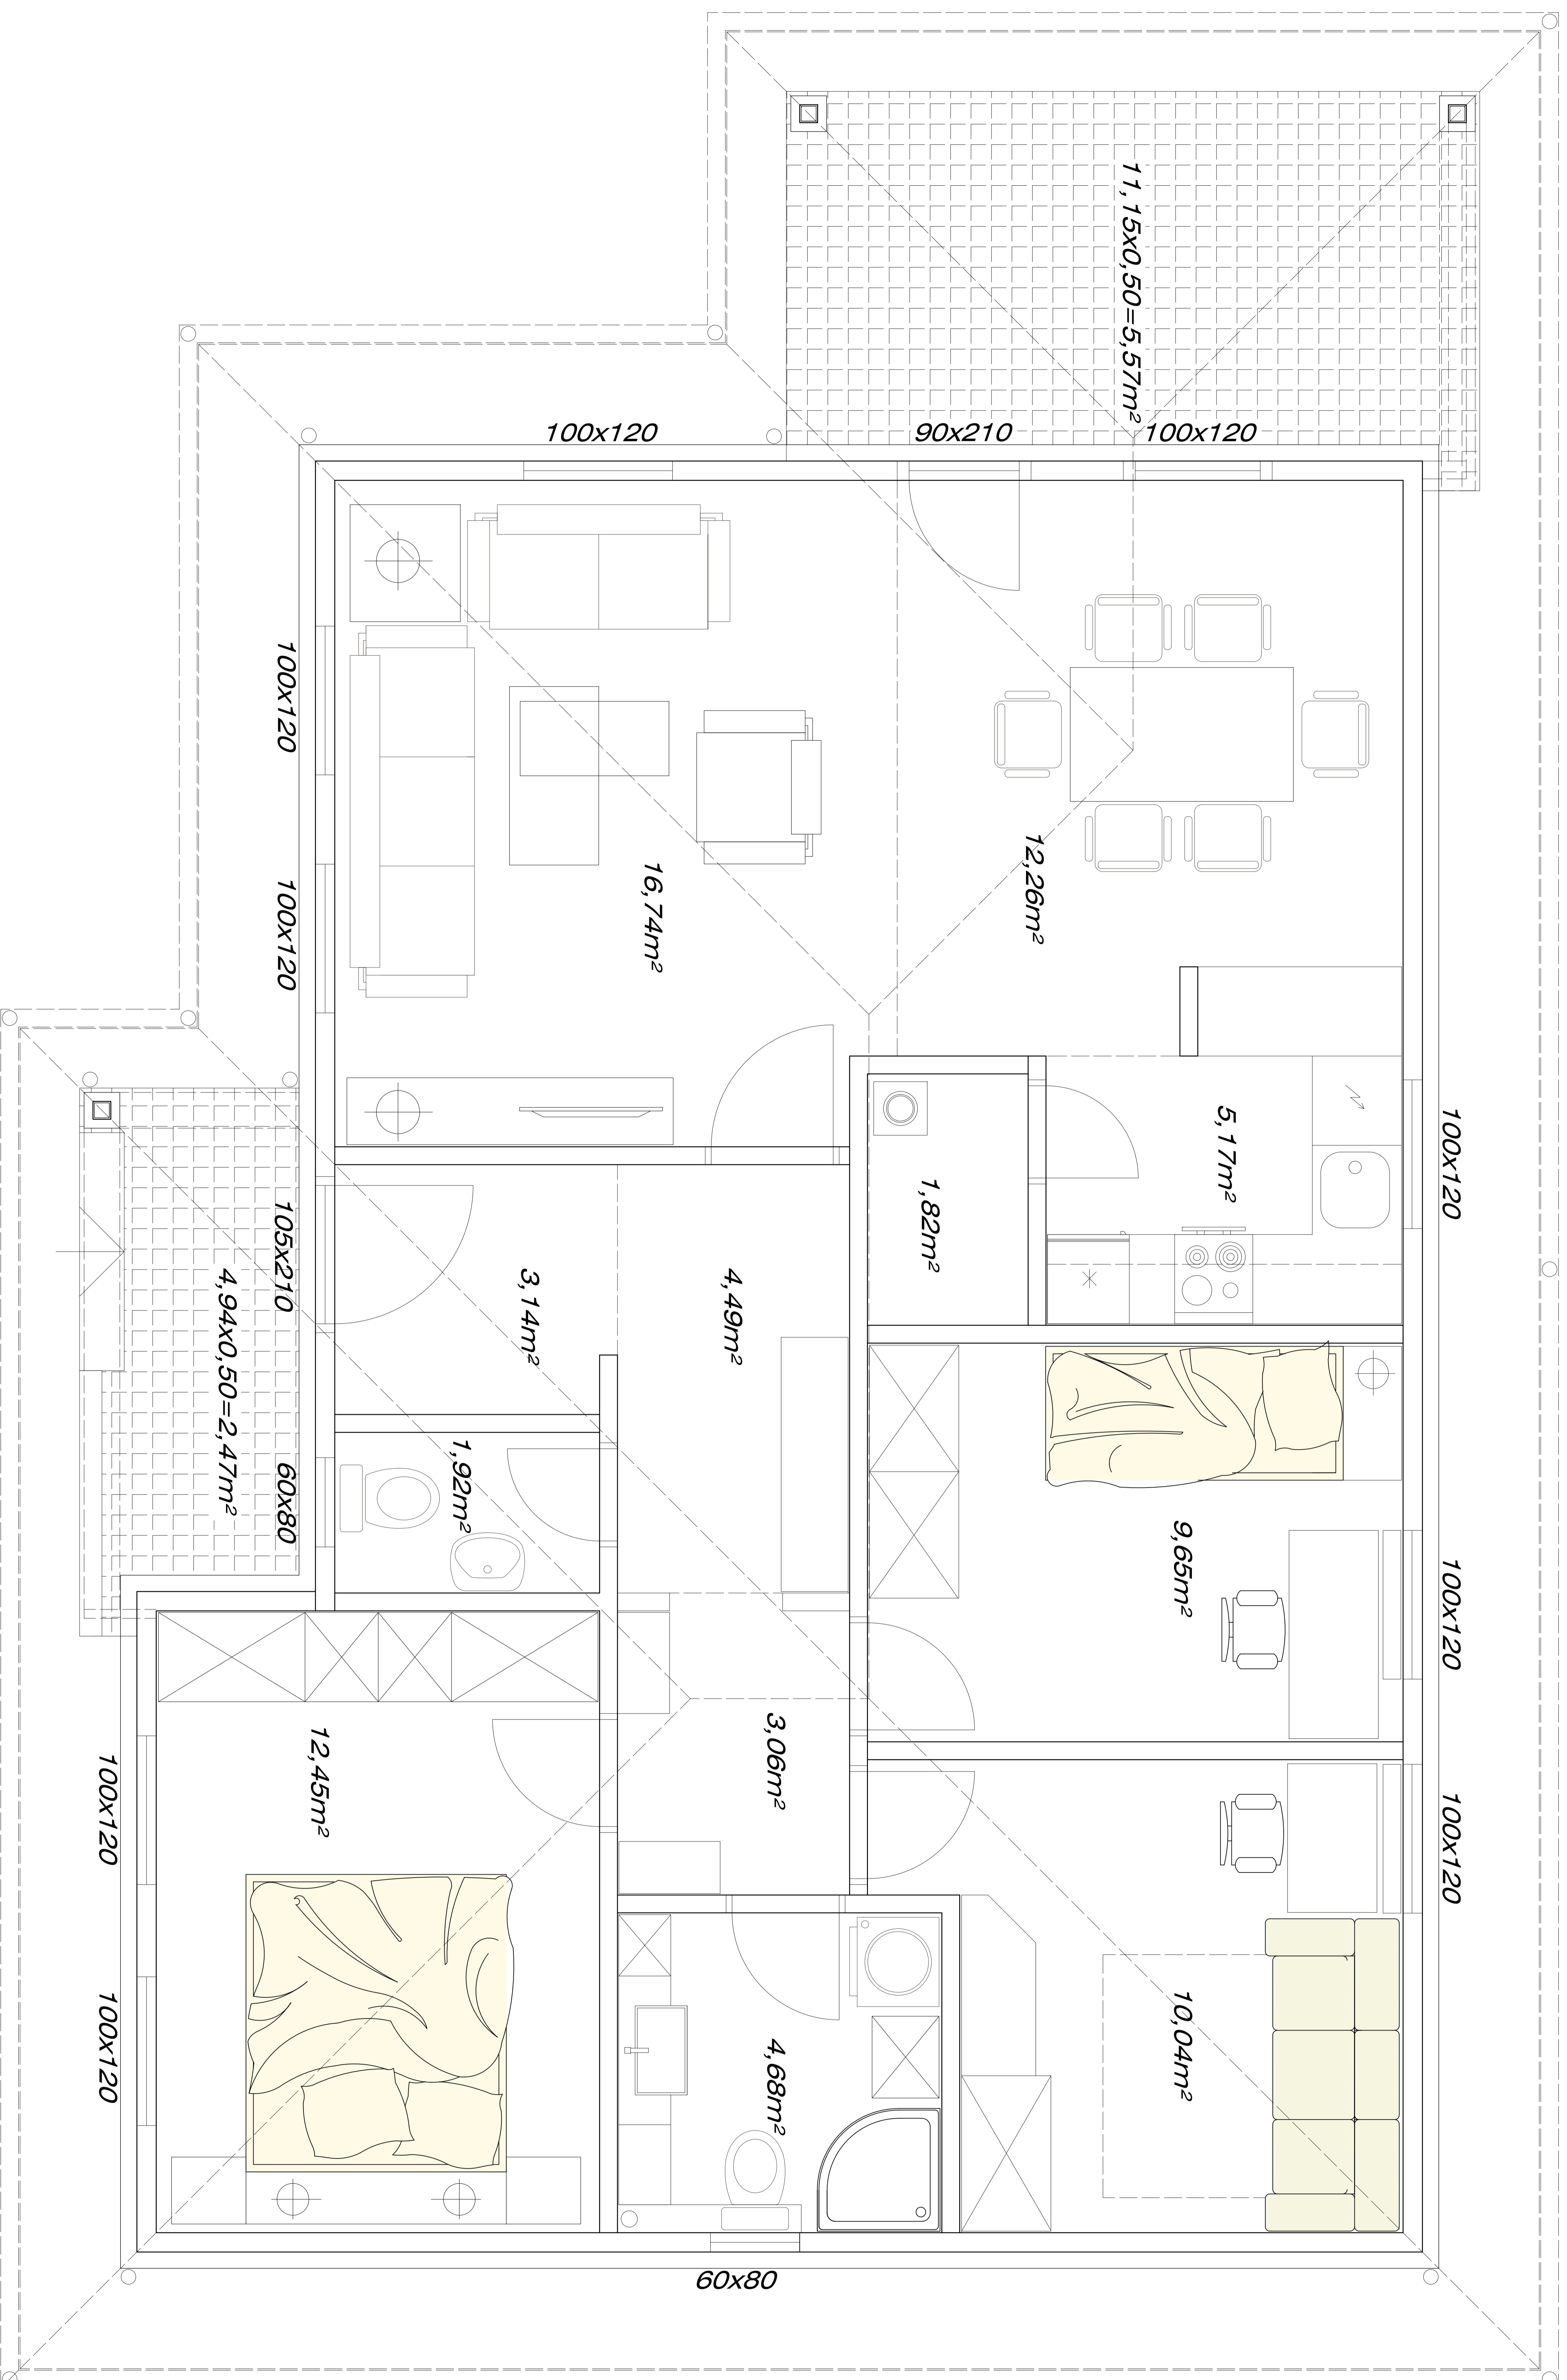 11,15x0,50=5,57m²
100x120
90x210
100x120
100x120
12,26m²
16,74m²
100x120
5,17m²
100x120
1,82m²
105x210
3,14m²
4,49m²
4,94x0,50=2,47m²
1,92m²
60x80
9,65m²
100x120
3,06m²
12,45m²
100x120
100x120
10,04m²
100x120
4,68m²
60x80